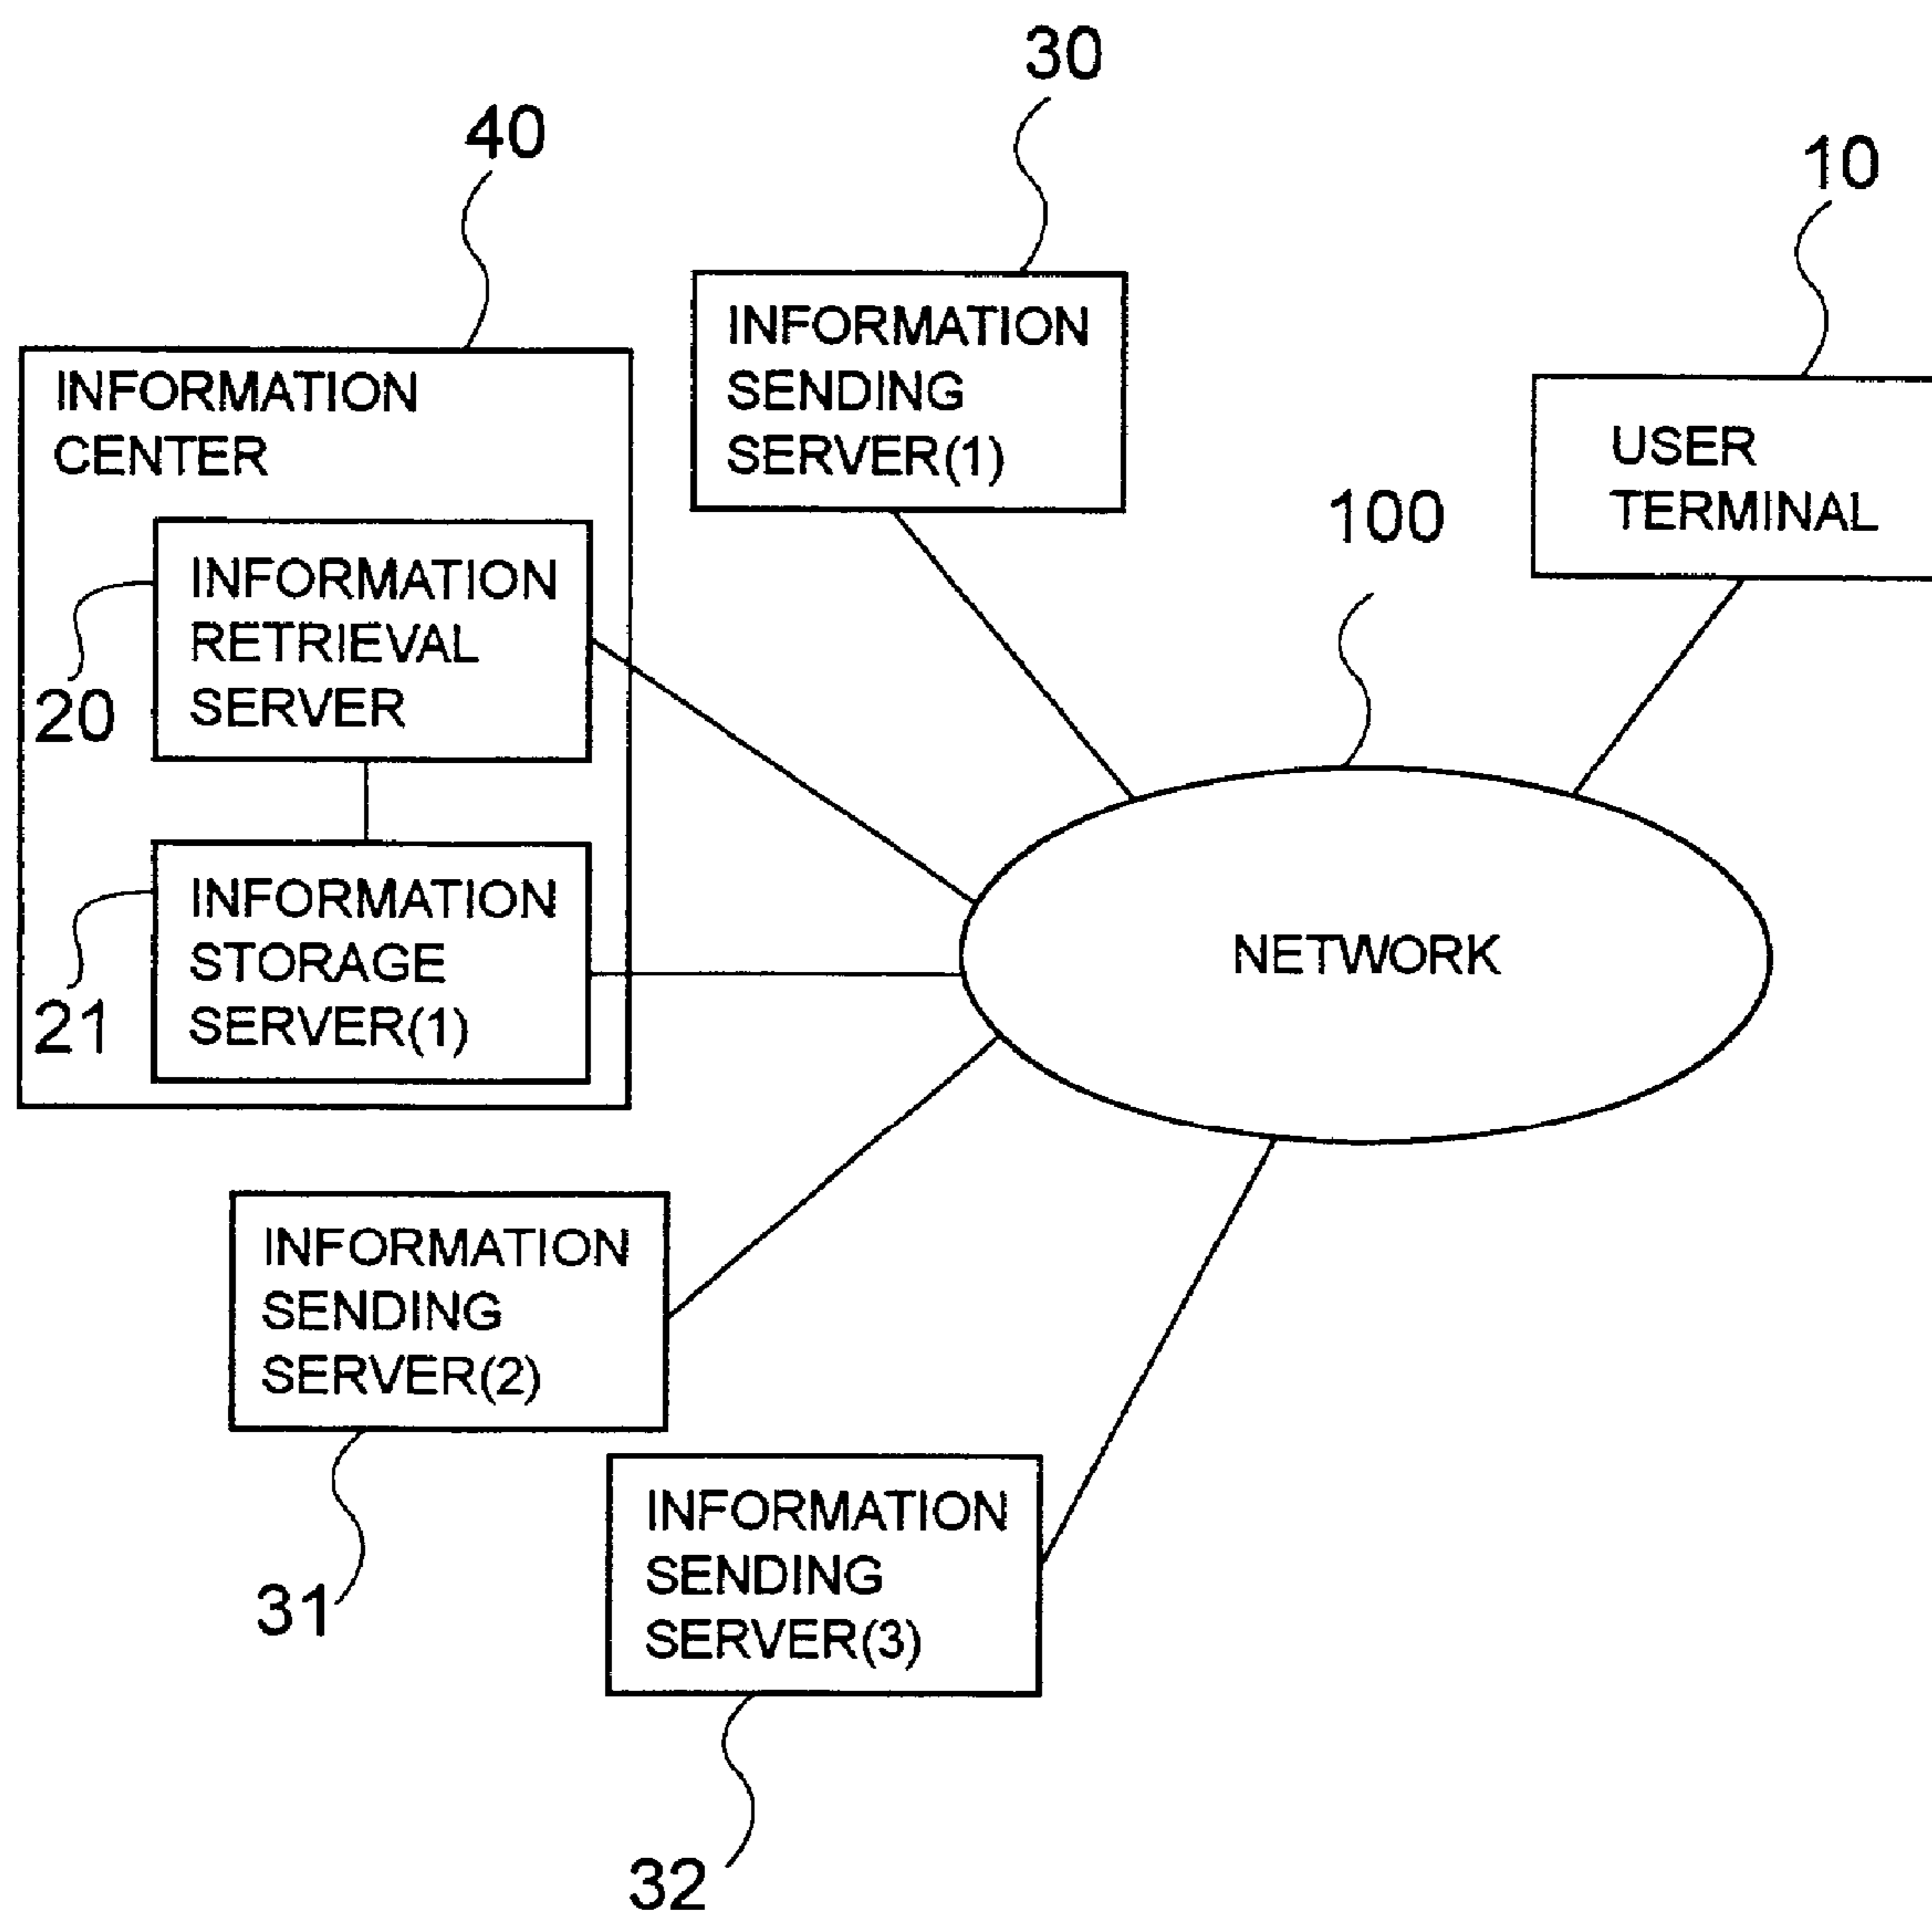 30
40
10
INFORMATION
SENDING
SERVER(1)
INFORMATION
CENTER
USER
TERMINAL
100
INFORMATION
RETRIEVAL
SERVER
20
INFORMATION
STORAGE
SERVER(1)
21
NETWORK
INFORMATION
SENDING
SERVER(2)
31
INFORMATION
SENDING
SERVER(3)
32